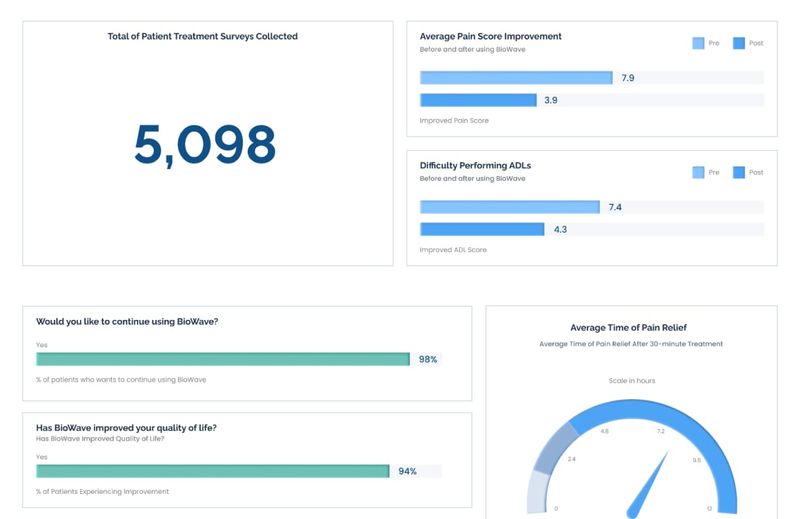 Total of Patient Treatment Surveys Collected
5,098
Average Pain Score Improvement
Before and after using BioWave
Pre
Post
7.9
3.9
Improved Pain Score
Difficulty Performing ADLs
Before and after using BioWave
Pre
Post
7.4
4.3
Improved ADL Score
Would you like to continue using BioWave?
Yes
98%
% of patients who wants to continue using BioWave
Has BioWave improved your quality of life?
Has BioWave Improved Quality of Life?
Yes
94%
% of Patients Experiencing Improvement
Average Time of Pain Relief
Average Time of Pain Relief After 30-minute Treatment
Scale in hours
0
2.4
4.8
7.2
9.6
12